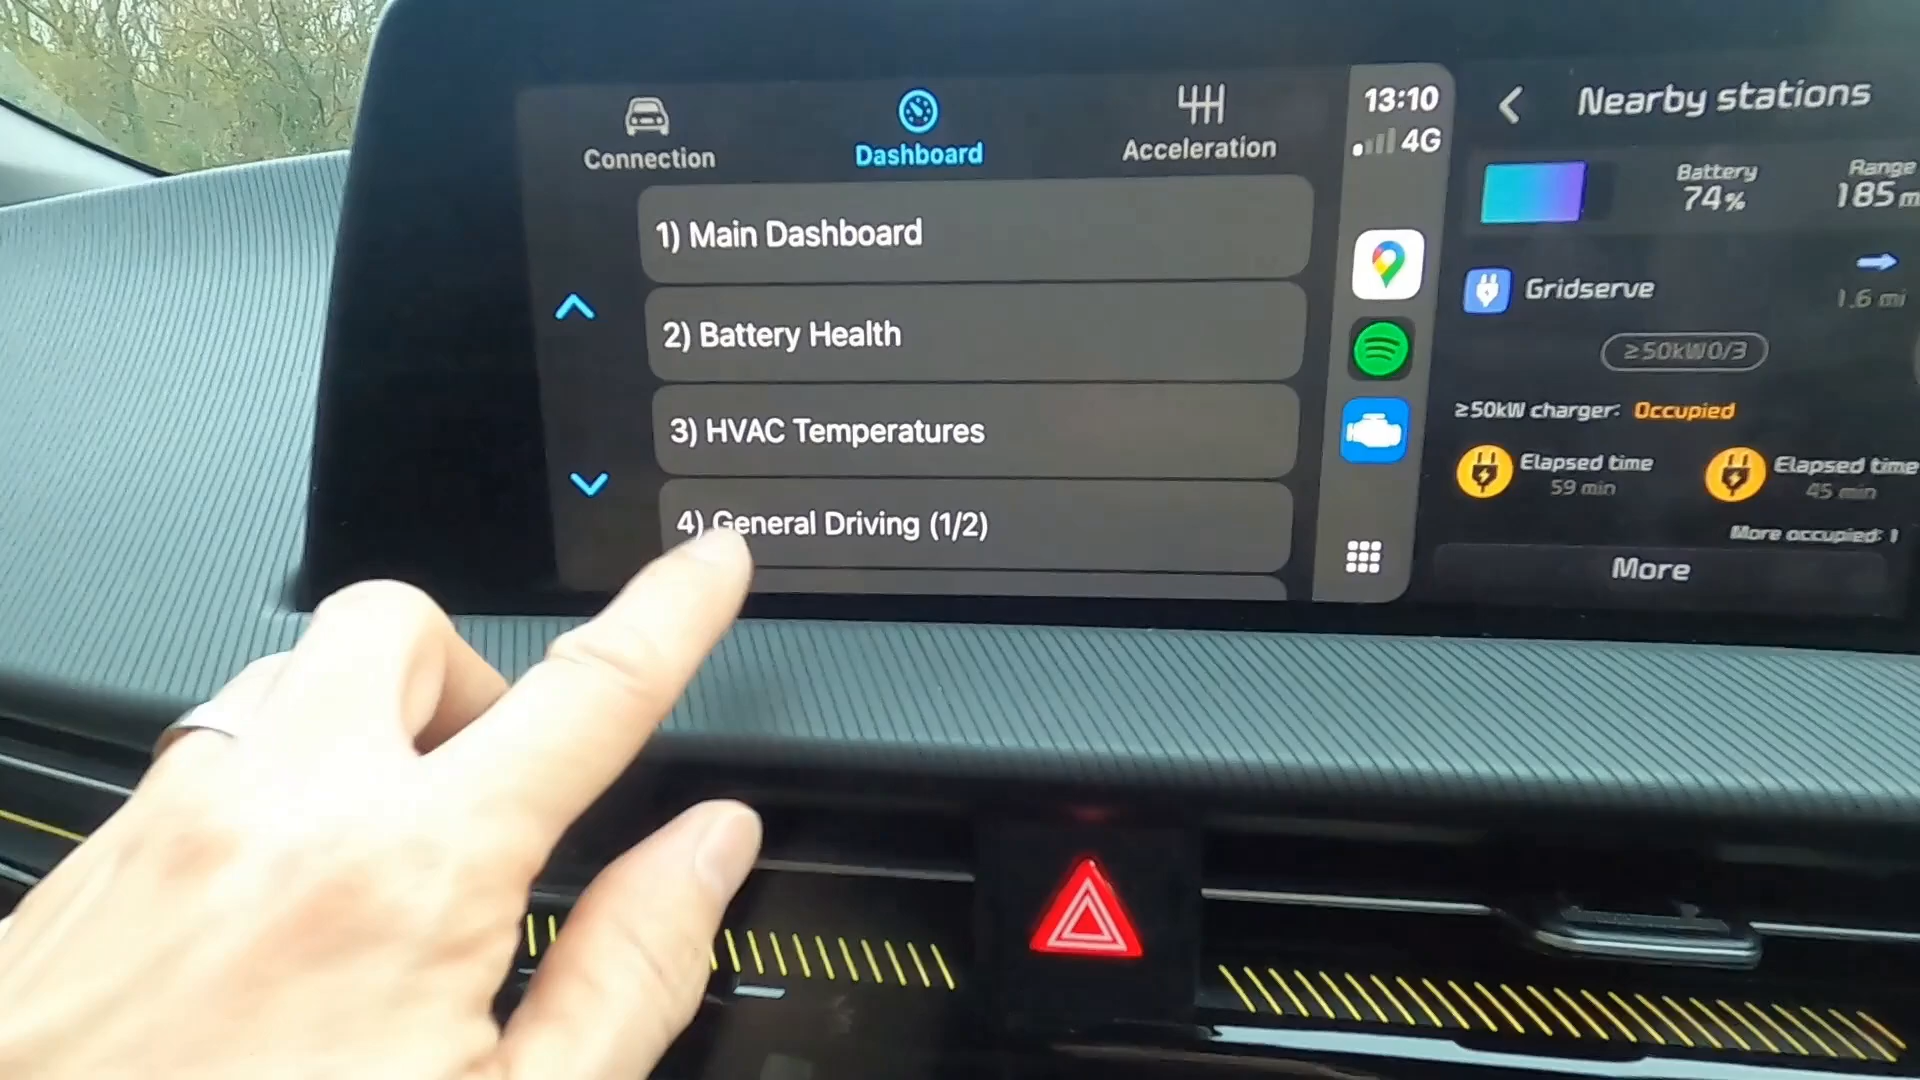 Connection
Dashboard
Acceleration
1) Main Dashboard
2) Battery Health
3) HVAC Temperatures
4) General Driving (1/2)
13:10
4G
Nearby stations
Battery
74%
Range
185
Gridserve
1.6 mi
≥50kW0/3
≥50kW charger: Occupied
Elapsed time
59 min
Elapsed time
45 min
More occupied: 1
More